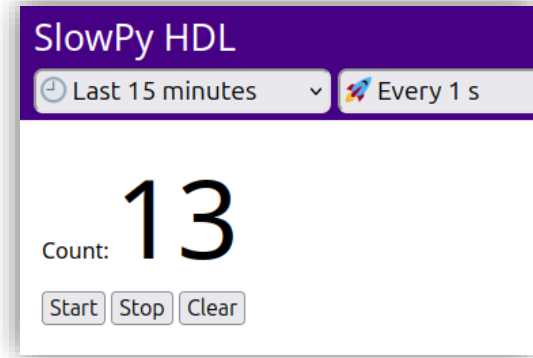 SlowPy HDL
🕘 Last 15 minutes 🚀 Every 1 s
Count: 13
Start Stop Clear